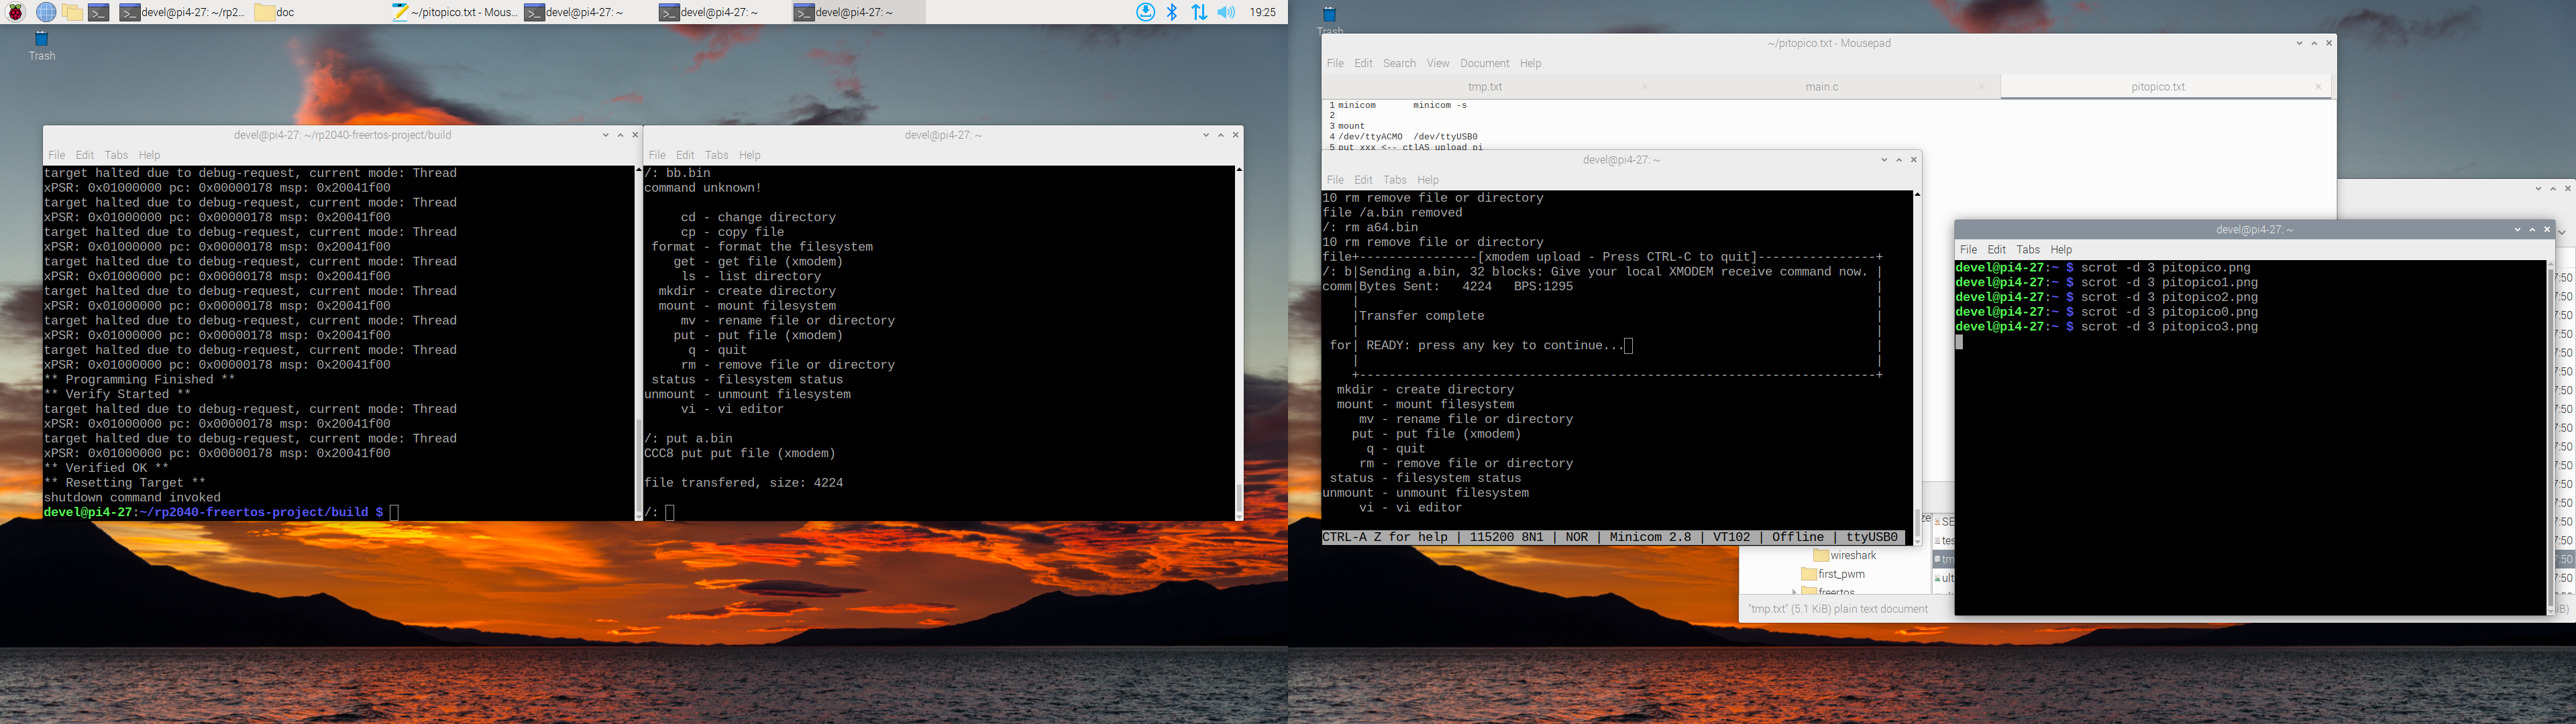 devel@pi4-27: ~/rp2...
doc
~/pitopico.txt - Mous...
devel@pi4-27: ~
devel@pi4-27: ~
devel@pi4-27: ~
19:25
Trash
devel@pi4-27: ~/rp2040-freertos-project/build
File Edit Tabs Help
target halted due to debug-request, current mode: Thread
xPSR: 0x01000000 pc: 0x00000178 msp: 0x20041f00
target halted due to debug-request, current mode: Thread
xPSR: 0x01000000 pc: 0x00000178 msp: 0x20041f00
target halted due to debug-request, current mode: Thread
xPSR: 0x01000000 pc: 0x00000178 msp: 0x20041f00
target halted due to debug-request, current mode: Thread
xPSR: 0x01000000 pc: 0x00000178 msp: 0x20041f00
target halted due to debug-request, current mode: Thread
xPSR: 0x01000000 pc: 0x00000178 msp: 0x20041f00
target halted due to debug-request, current mode: Thread
xPSR: 0x01000000 pc: 0x00000178 msp: 0x20041f00
target halted due to debug-request, current mode: Thread
xPSR: 0x01000000 pc: 0x00000178 msp: 0x20041f00
** Programming Finished **
** Verify Started **
target halted due to debug-request, current mode: Thread
xPSR: 0x01000000 pc: 0x00000178 msp: 0x20041f00
target halted due to debug-request, current mode: Thread
xPSR: 0x01000000 pc: 0x00000178 msp: 0x20041f00
** Verified OK **
** Resetting Target **
shutdown command invoked
devel@pi4-27:~/rp2040-freertos-project/build $
devel@pi4-27: ~
File Edit Tabs Help
/: bb.bin
command unknown!
cd - change directory
cp - copy file
format - format the filesystem
get - get file (xmodem)
ls - list directory
mkdir - create directory
mount - mount filesystem
mv - rename file or directory
put - put file (xmodem)
q - quit
rm - remove file or directory
status - filesystem status
unmount - unmount filesystem
vi - vi editor
/: put a.bin
CCC8 put put file (xmodem)
file transfered, size: 4224
/:
Trash
~/pitopico.txt - Mousepad
File Edit Search View Document Help
tmp.txt
main.c
pitopico.txt
1 minicom minicom -s
2
3 mount
4 /dev/ttyACMO /dev/ttyUSB0
5 put xxx <-- ctlAS upload pi
devel@pi4-27: ~
File Edit Tabs Help
10 rm remove file or directory
file /a.bin removed
/: rm a64.bin
10 rm remove file or directory
file+----------------[xmodem upload - Press CTRL-C to quit]----------------+
/: b|Sending a.bin, 32 blocks: Give your local XMODEM receive command now. |
comm|Bytes Sent: 4224 BPS:1295 |
| |
|Transfer complete |
| |
for| READY: press any key to continue... |
| |
+----------------------------------------------------------------------+
mkdir - create directory
mount - mount filesystem
mv - rename file or directory
put - put file (xmodem)
q - quit
rm - remove file or directory
status - filesystem status
unmount - unmount filesystem
vi - vi editor
CTRL-A Z for help | 115200 8N1 | NOR | Minicom 2.8 | VT102 | Offline | ttyUSB0
devel@pi4-27: ~
File Edit Tabs Help
devel@pi4-27:~ $ scrot -d 3 pitopico.png
devel@pi4-27:~ $ scrot -d 3 pitopico1.png
devel@pi4-27:~ $ scrot -d 3 pitopico2.png
devel@pi4-27:~ $ scrot -d 3 pitopico0.png
devel@pi4-27:~ $ scrot -d 3 pitopico3.png
wireshark
first_pwm
freertos
"tmp.txt" (5.1 KiB) plain text document